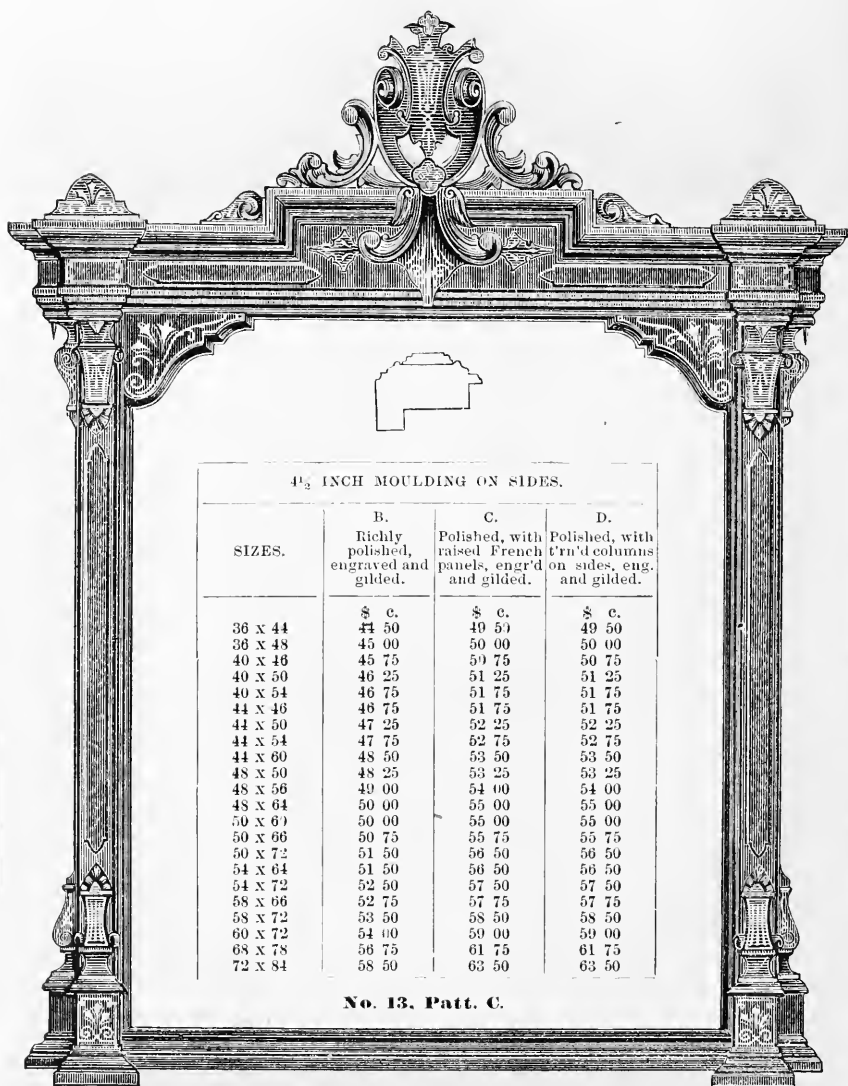 4½ INCH MOULDING ON SIDES.
SIZES.
B.
Richly
polished,
engraved and
gilded.
C.
Polished, with
raised French
panels, engr'd
and gilded.
D.
Polished, with
t'rn'd columns
on sides, eng.
and gilded.
$ c. $ c. $ c.
36 x 44 44 50 49 50 49 50
36 x 48 45 00 50 00 50 00
40 x 46 45 75 50 75 50 75
40 x 50 46 25 51 25 51 25
40 x 54 46 75 51 75 51 75
44 x 46 46 75 51 75 51 75
44 x 50 47 25 52 25 52 25
44 x 54 47 75 52 75 52 75
44 x 60 48 50 53 50 53 50
48 x 50 48 25 53 25 53 25
48 x 56 49 00 54 00 54 00
48 x 64 50 00 55 00 55 00
50 x 60 50 00 55 00 55 00
50 x 66 50 75 55 75 55 75
50 x 72 51 50 56 50 56 50
54 x 64 51 50 56 50 56 50
54 x 72 52 50 57 50 57 50
58 x 66 52 75 57 75 57 75
58 x 72 53 50 58 50 58 50
60 x 72 54 00 59 00 59 00
68 x 78 56 75 61 75 61 75
72 x 84 58 50 63 50 63 50
No. 13, Patt. C.